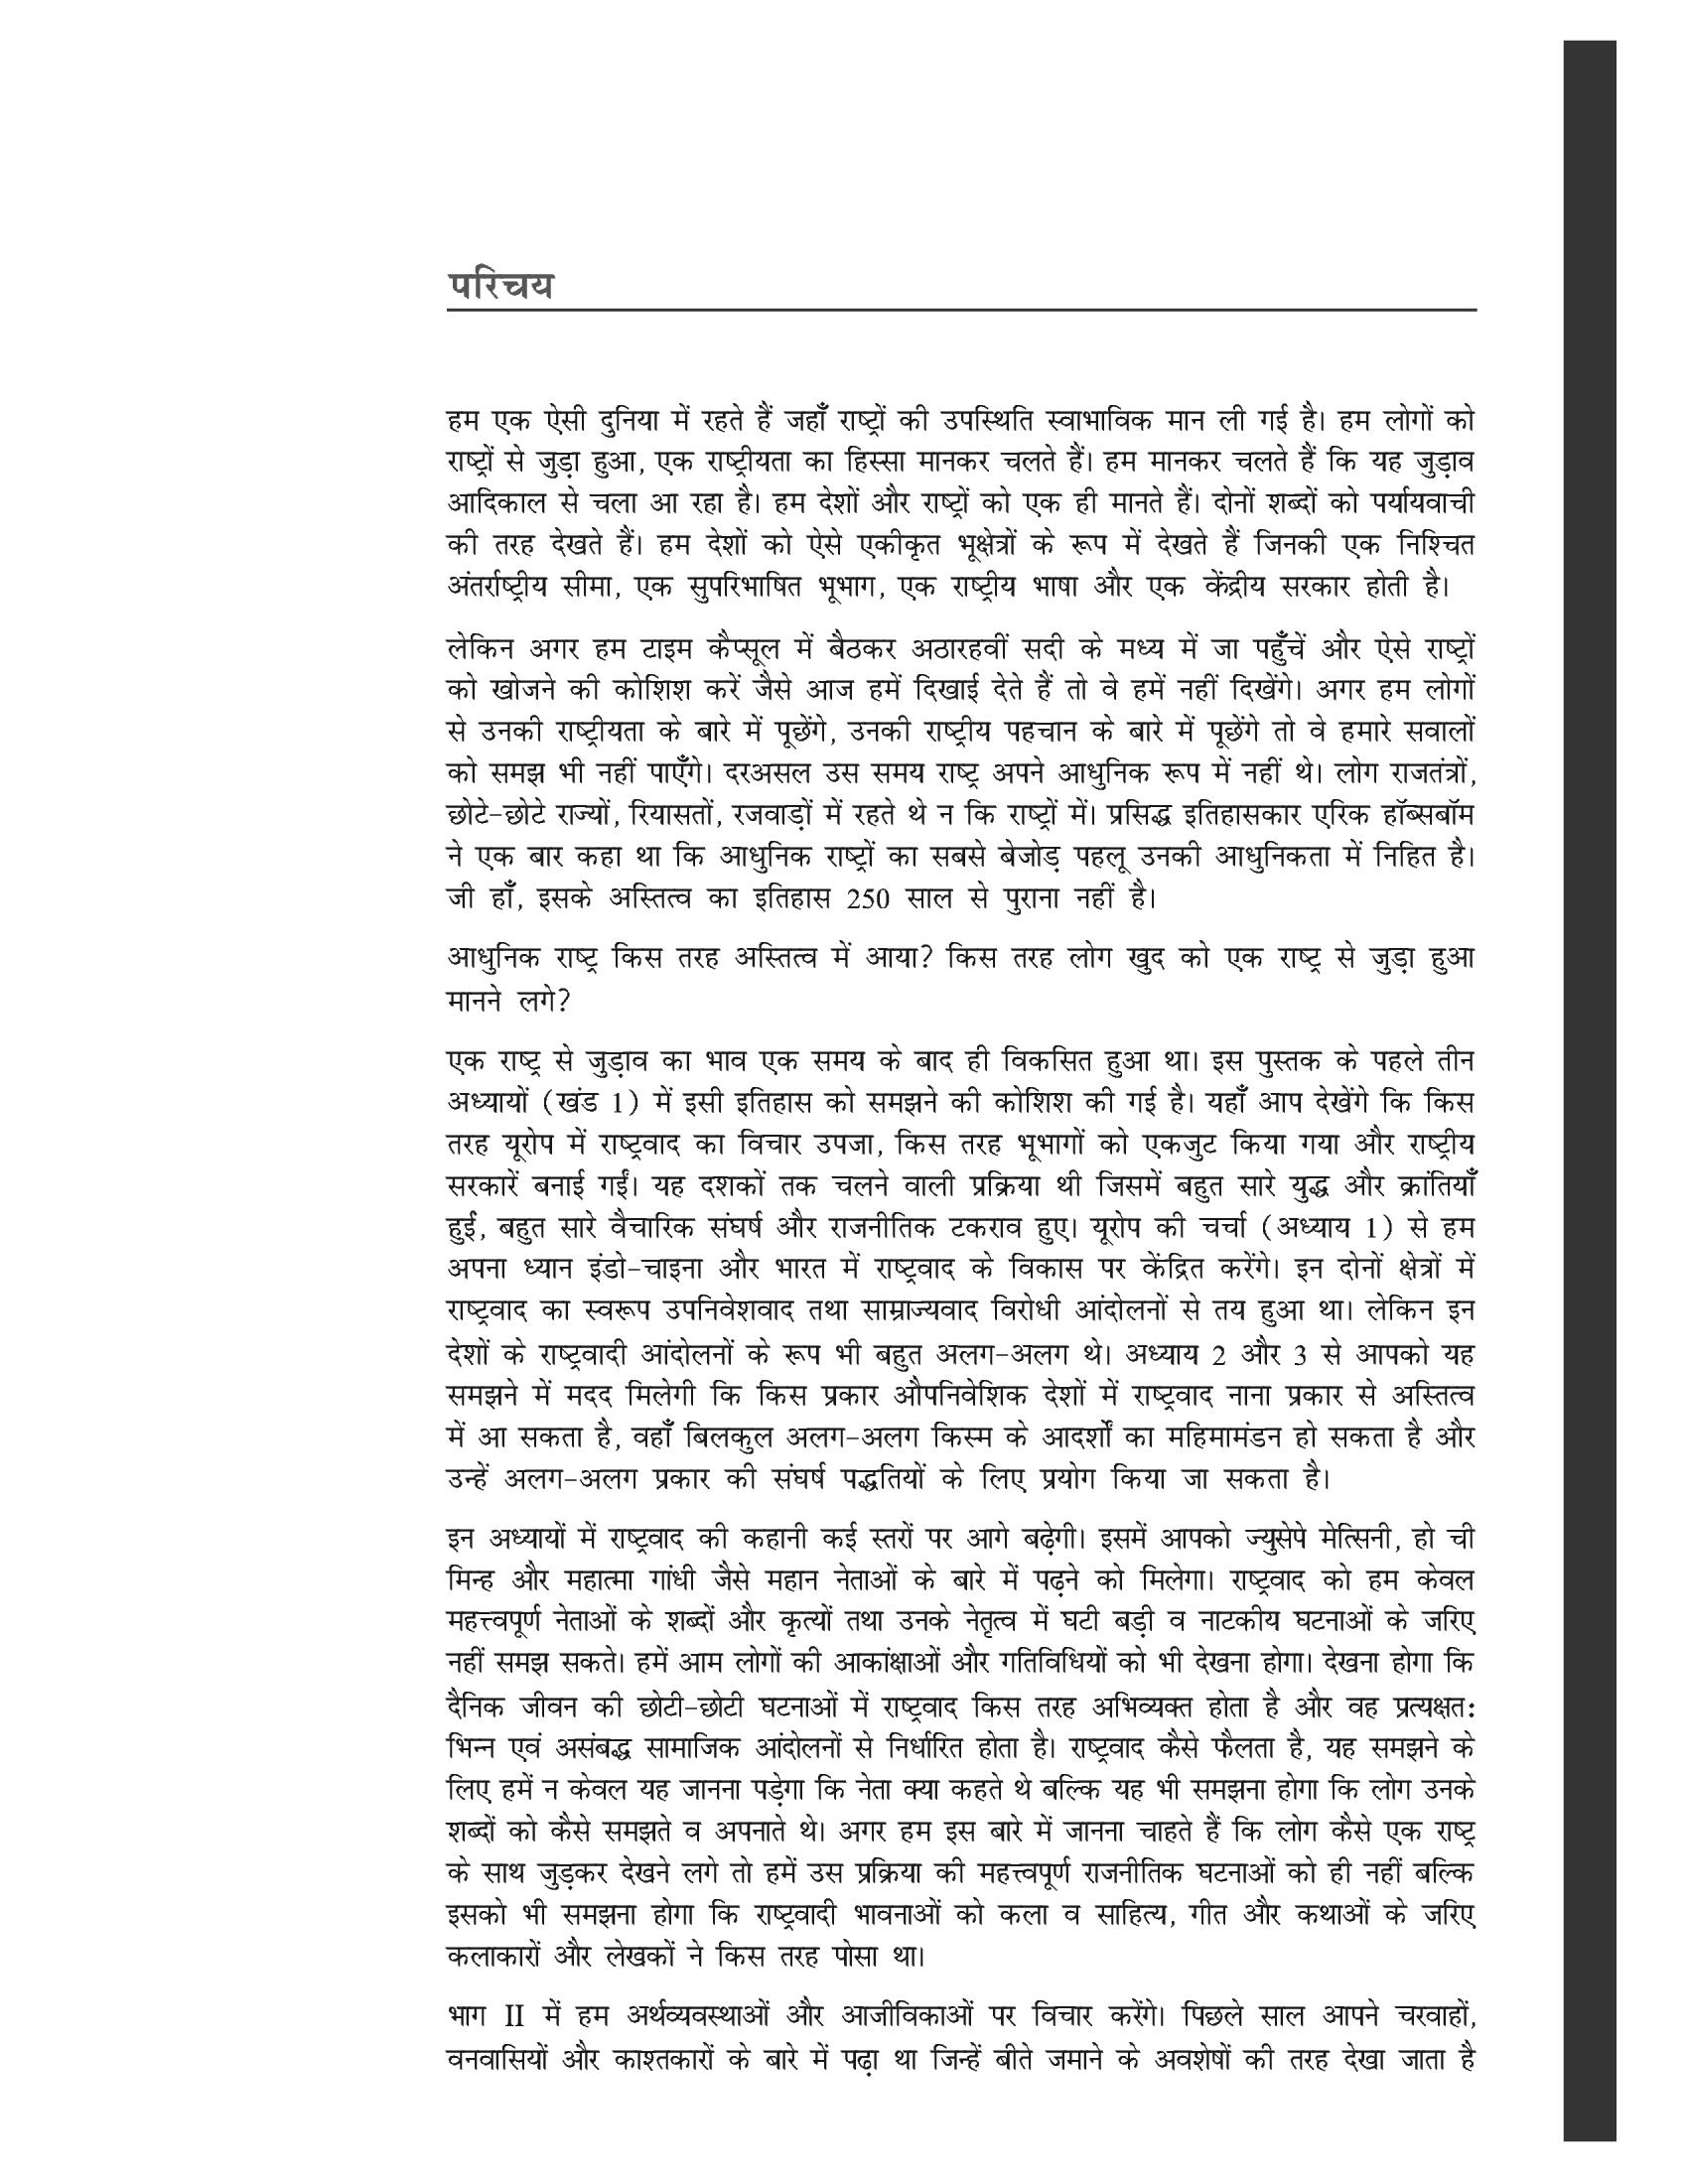 परिचय
हम एक ऐसी दुनिया में रहते हैं जहाँ राष्ट्रों की उपस्थिति स्वाभाविक मान ली गई है। हम लोगों को
राष्ट्रों से जुड़ा हुआ, एक राष्ट्रीयता का हिस्सा मानकर चलते हैं। हम मानकर चलते हैं कि यह जुड़ाव
आदिकाल से चला आ रहा है। हम देशों और राष्ट्रों को एक ही मानते हैं। दोनों शब्दों को पर्यायवाची
की तरह देखते हैं। हम देशों को ऐसे एकीकृत भूक्षेत्रों के रूप में देखते हैं जिनकी एक निश्चित
अंतर्राष्ट्रीय सीमा, एक सुपरिभाषित भूभाग, एक राष्ट्रीय भाषा और एक केंद्रीय सरकार होती है।
लेकिन अगर हम टाइम कैप्सूल में बैठकर अठारहवीं सदी के मध्य में जा पहुँचें और ऐसे राष्ट्रों
को खोजने की कोशिश करें जैसे आज हमें दिखाई देते हैं तो वे हमें नहीं दिखेंगे। अगर हम लोगों
से उनकी राष्ट्रीयता के बारे में पूछेंगे, उनकी राष्ट्रीय पहचान के बारे में पूछेंगे तो वे हमारे सवालों
को समझ भी नहीं पाएँगे। दरअसल उस समय राष्ट्र अपने आधुनिक रूप में नहीं थे। लोग राजतंत्रों,
छोटे-छोटे राज्यों, रियासतों, रजवाड़ों में रहते थे न कि राष्ट्रों में। प्रसिद्ध इतिहासकार एरिक हॉब्सबॉम
ने एक बार कहा था कि आधुनिक राष्ट्रों का सबसे बेजोड़ पहलू उनकी आधुनिकता में निहित है।
जी हाँ, इसके अस्तित्व का इतिहास 250 साल से पुराना नहीं है।
आधुनिक राष्ट्र किस तरह अस्तित्व में आया? किस तरह लोग खुद को एक राष्ट्र से जुड़ा हुआ
मानने लगे?
एक राष्ट्र से जुड़ाव का भाव एक समय के बाद ही विकसित हुआ था। इस पुस्तक के पहले तीन
अध्यायों (खंड 1) में इसी इतिहास को समझने की कोशिश की गई है। यहाँ आप देखेंगे कि किस
तरह यूरोप में राष्ट्रवाद का विचार उपजा, किस तरह भूभागों को एकजुट किया गया और राष्ट्रीय
सरकारें बनाई गईं। यह दशकों तक चलने वाली प्रक्रिया थी जिसमें बहुत सारे युद्ध और क्रांतियाँ
हुईं, बहुत सारे वैचारिक संघर्ष और राजनीतिक टकराव हुए। यूरोप की चर्चा (अध्याय 1) से हम
अपना ध्यान इंडो-चाइना और भारत में राष्ट्रवाद के विकास पर केंद्रित करेंगे। इन दोनों क्षेत्रों में
राष्ट्रवाद का स्वरूप उपनिवेशवाद तथा साम्राज्यवाद विरोधी आंदोलनों से तय हुआ था। लेकिन इन
देशों के राष्ट्रवादी आंदोलनों के रूप भी बहुत अलग-अलग थे। अध्याय 2 और 3 से आपको यह
समझने में मदद मिलेगी कि किस प्रकार औपनिवेशिक देशों में राष्ट्रवाद नाना प्रकार से अस्तित्व
में आ सकता है, वहाँ बिलकुल अलग-अलग किस्म के आदर्शों का महिमामंडन हो सकता है और
उन्हें अलग-अलग प्रकार की संघर्ष पद्धतियों के लिए प्रयोग किया जा सकता है।
इन अध्यायों में राष्ट्रवाद की कहानी कई स्तरों पर आगे बढ़ेगी। इसमें आपको ज्युसेपे मेत्सिनी, हो ची
मिन्ह और महात्मा गांधी जैसे महान नेताओं के बारे में पढ़ने को मिलेगा। राष्ट्रवाद को हम केवल
महत्त्वपूर्ण नेताओं के शब्दों और कृत्यों तथा उनके नेतृत्व में घटी बड़ी व नाटकीय घटनाओं के जरिए
नहीं समझ सकते। हमें आम लोगों की आकांक्षाओं और गतिविधियों को भी देखना होगा। देखना होगा कि
दैनिक जीवन की छोटी-छोटी घटनाओं में राष्ट्रवाद किस तरह अभिव्यक्त होता है और वह प्रत्यक्षतः
भिन्न एवं असंबद्ध सामाजिक आंदोलनों से निर्धारित होता है। राष्ट्रवाद कैसे फैलता है, यह समझने के
लिए हमें न केवल यह जानना पड़ेगा कि नेता क्या कहते थे बल्कि यह भी समझना होगा कि लोग उनके
शब्दों को कैसे समझते व अपनाते थे। अगर हम इस बारे में जानना चाहते हैं कि लोग कैसे एक राष्ट्र
के साथ जुड़कर देखने लगे तो हमें उस प्रक्रिया की महत्त्वपूर्ण राजनीतिक घटनाओं को ही नहीं बल्कि
इसको भी समझना होगा कि राष्ट्रवादी भावनाओं को कला व साहित्य, गीत और कथाओं के जरिए
कलाकारों और लेखकों ने किस तरह पोसा था।
भाग II में हम अर्थव्यवस्थाओं और आजीविकाओं पर विचार करेंगे। पिछले साल आपने चरवाहों,
वनवासियों और काश्तकारों के बारे में पढ़ा था जिन्हें बीते जमाने के अवशेषों की तरह देखा जाता है